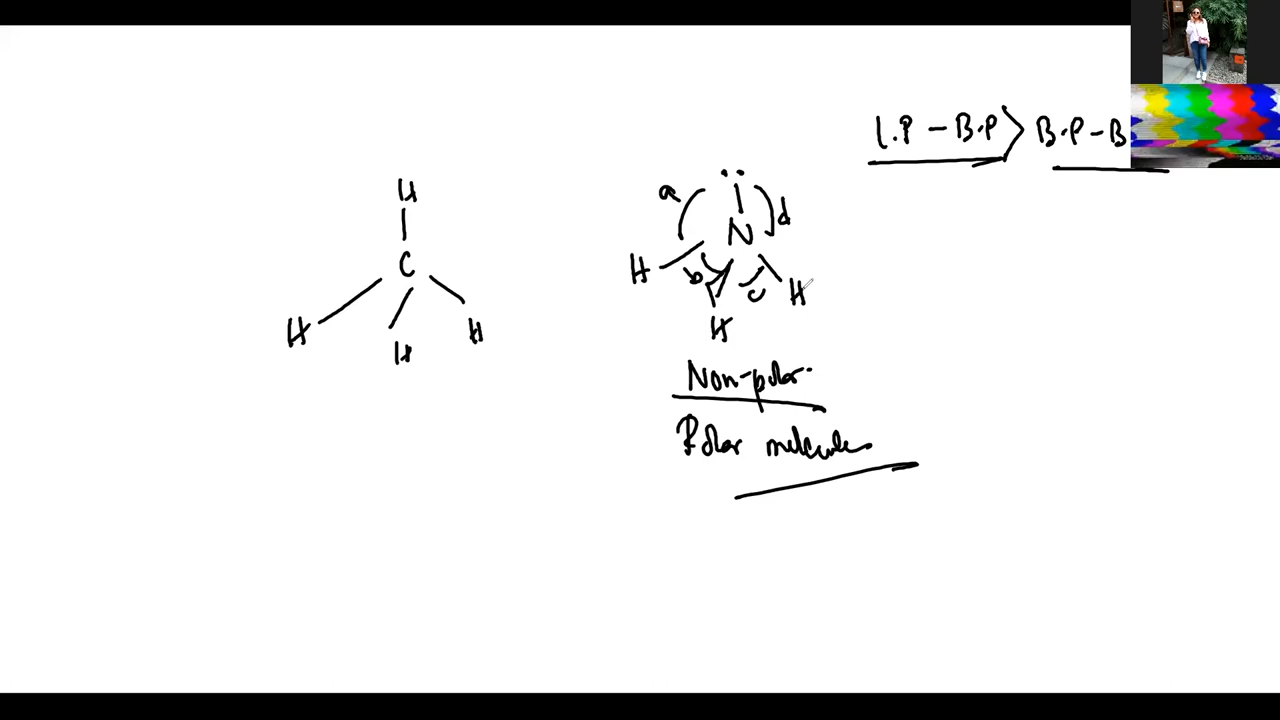 L.P - B.P > B.P - B
H
C
H
H
H
a
d
N
H
b
c
H
H
Non-polar.
Polar molecules